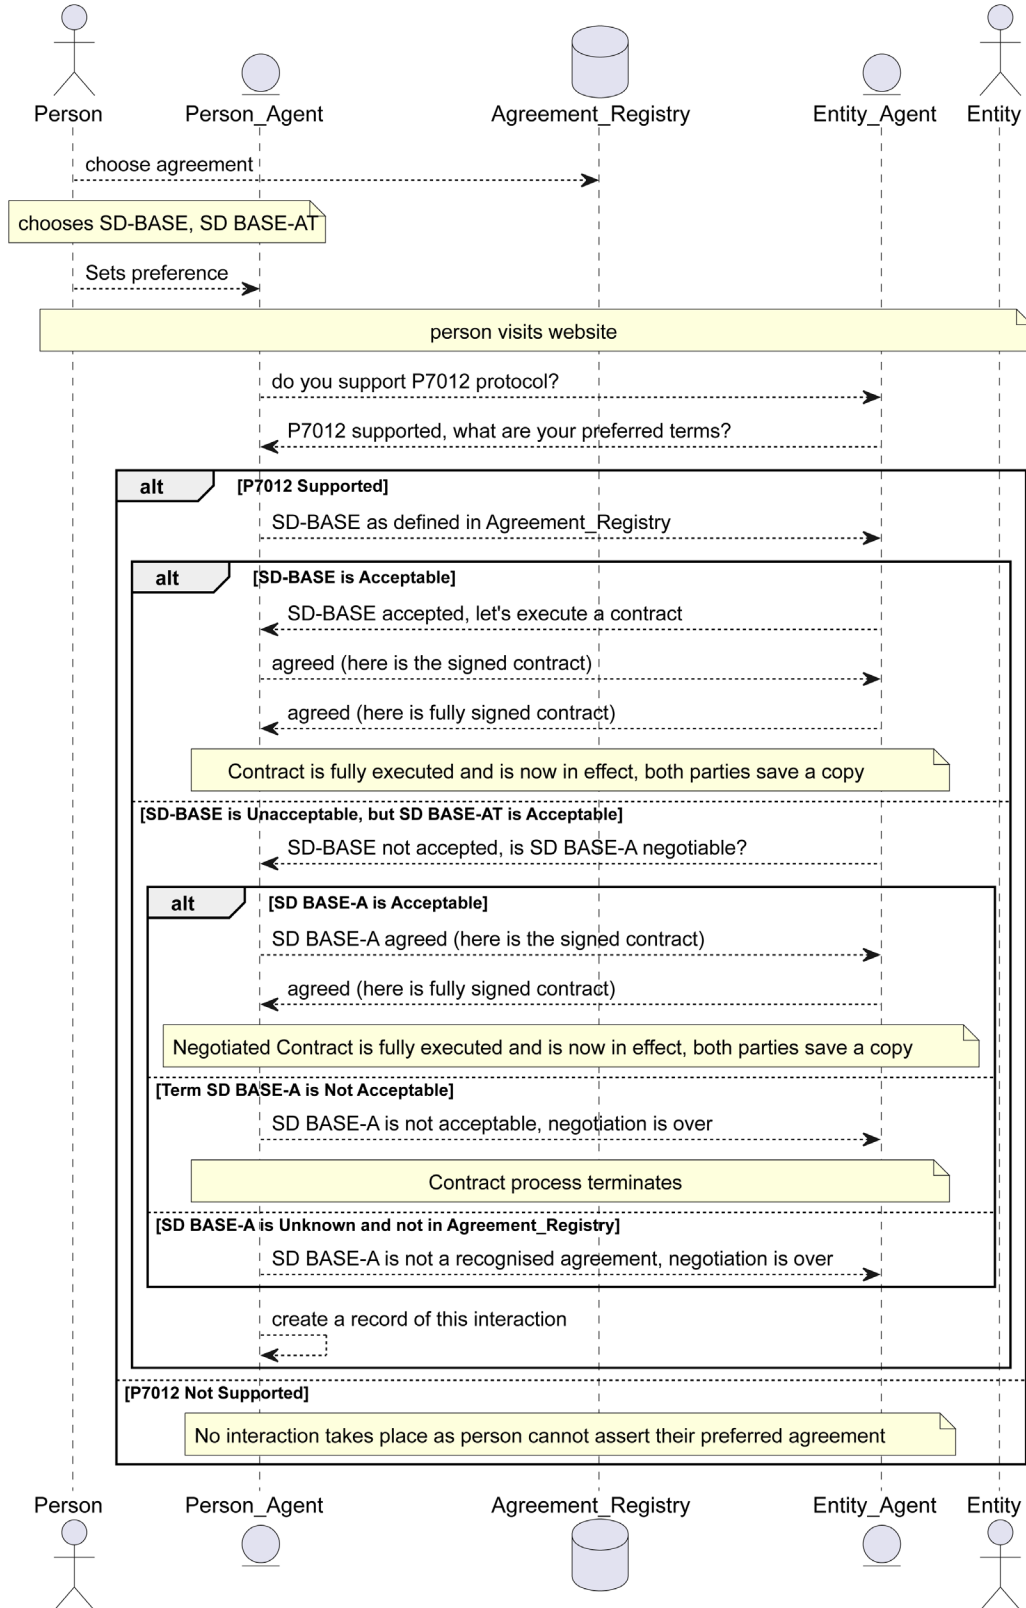 Person
Person_Agent
Agreement_Registry
Entity_Agent
Entity
choose agreement
chooses SD-BASE, SD BASE-AT
Sets preference
person visits website
do you support P7012 protocol?
P7012 supported, what are your preferred terms?
alt
[P7012 Supported]
SD-BASE as defined in Agreement_Registry
alt
[SD-BASE is Acceptable]
SD-BASE accepted, let's execute a contract
agreed (here is the signed contract)
agreed (here is fully signed contract)
Contract is fully executed and is now in effect, both parties save a copy
[SD-BASE is Unacceptable, but SD BASE-AT is Acceptable]
SD-BASE not accepted, is SD BASE-A negotiable?
alt
[SD BASE-A is Acceptable]
SD BASE-A agreed (here is the signed contract)
agreed (here is fully signed contract)
Negotiated Contract is fully executed and is now in effect, both parties save a copy
[Term SD BASE-A is Not Acceptable]
SD BASE-A is not acceptable, negotiation is over
Contract process terminates
[SD BASE-A is Unknown and not in Agreement_Registry]
SD BASE-A is not a recognised agreement, negotiation is over
create a record of this interaction
[P7012 Not Supported]
No interaction takes place as person cannot assert their preferred agreement
Person
Person_Agent
Agreement_Registry
Entity_Agent
Entity